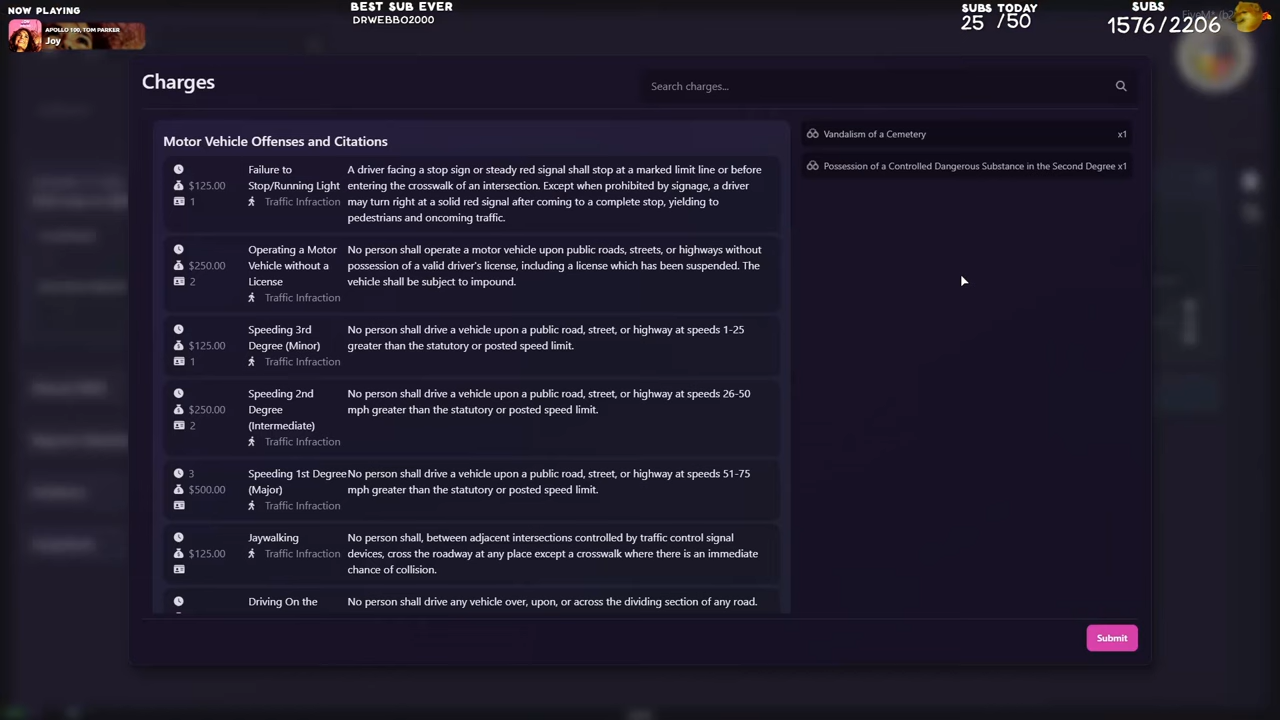 NOW PLAYING
APOLLO 100, TOM PARKER
Joy
BEST SUB EVER
DRWEBBO2000
SUBS TODAY
25 /50
SUBS
1576/2206
Charges
Search charges...
Motor Vehicle Offenses and Citations
$125.00
1
Failure to
Stop/Running Light
Traffic Infraction
A driver facing a stop sign or steady red signal shall stop at a marked limit line or before
entering the crosswalk of an intersection. Except when prohibited by signage, a driver
may turn right at a solid red signal after coming to a complete stop, yielding to
pedestrians and oncoming traffic.
$250.00
2
Operating a Motor
Vehicle without a
License
Traffic Infraction
No person shall operate a motor vehicle upon public roads, streets, or highways without
possession of a valid driver's license, including a license which has been suspended. The
vehicle shall be subject to impound.
$125.00
1
Speeding 3rd
Degree (Minor)
Traffic Infraction
No person shall drive a vehicle upon a public road, street, or highway at speeds 1-25
greater than the statutory or posted speed limit.
$250.00
2
Speeding 2nd
Degree
(Intermediate)
Traffic Infraction
No person shall drive a vehicle upon a public road, street, or highway at speeds 26-50
mph greater than the statutory or posted speed limit.
3
$500.00
Speeding 1st Degree
(Major)
Traffic Infraction
No person shall drive a vehicle upon a public road, street, or highway at speeds 51-75
mph greater than the statutory or posted speed limit.
$125.00
Jaywalking
Traffic Infraction
No person shall, between adjacent intersections controlled by traffic control signal
devices, cross the roadway at any place except a crosswalk where there is an immediate
chance of collision.
Driving On the
No person shall drive any vehicle over, upon, or across the dividing section of any road.
Vandalism of a Cemetery x1
Possession of a Controlled Dangerous Substance in the Second Degree x1
Submit